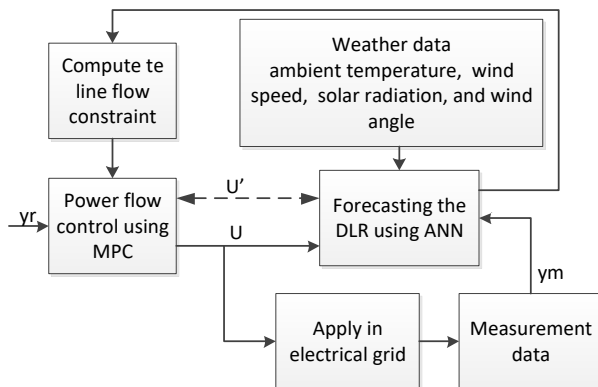 Compute te
line flow
constraint
Weather data
ambient temperature, wind
speed, solar radiation, and wind
angle
yr
Power flow
control using
MPC
U'
U
Forecasting the
DLR using ANN
ym
Apply in
electrical grid
Measurement
data